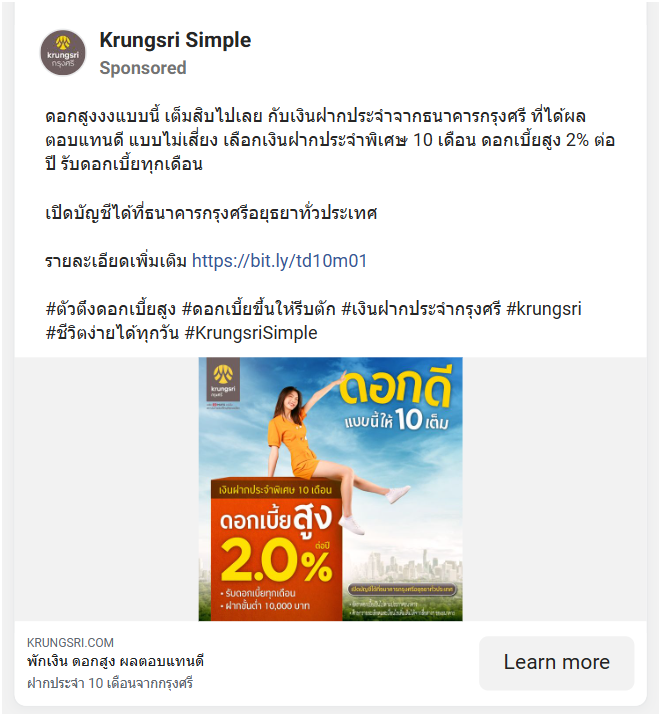 krungsri
กรุงศรี
Krungsri Simple
Sponsored
ดอกสูงงงแบบนี้ เต็มสิบไปเลย กับเงินฝากประจำจากธนาคารกรุงศรี ที่ได้ผล
ตอบแทนดี แบบไม่เสี่ยง เลือกเงินฝากประจำพิเศษ 10 เดือน ดอกเบี้ยสูง 2% ต่อ
ปี รับดอกเบี้ยทุกเดือน
เปิดบัญชีได้ที่ธนาคารกรุงศรีอยุธยาทั่วประเทศ
รายละเอียดเพิ่มเติม https://bit.ly/td10m01
#ตัวตึงดอกเบี้ยสูง #ดอกเบี้ยขึ้นให้รีบตัก #เงินฝากประจำกรุงศรี #krungsri
#ชีวิตง่ายได้ทุกวัน #KrungsriSimple
krungsri
กรุงศรี
ดอกดี
แบบนี้ให้ 10 เต็ม
เงินฝากประจำพิเศษ 10 เดือน
ดอกเบี้ยสูง
2.0% ต่อปี
• รับดอกเบี้ยทุกเดือน
• ฝากขั้นต่ำ 10,000 บาท
เปิดบัญชีได้ที่ธนาคารกรุงศรีอยุธยาทั่วประเทศ
KRUNGSRI.COM
พักเงิน ดอกสูง ผลตอบแทนดี
ฝากประจำ 10 เดือนจากกรุงศรี
Learn more